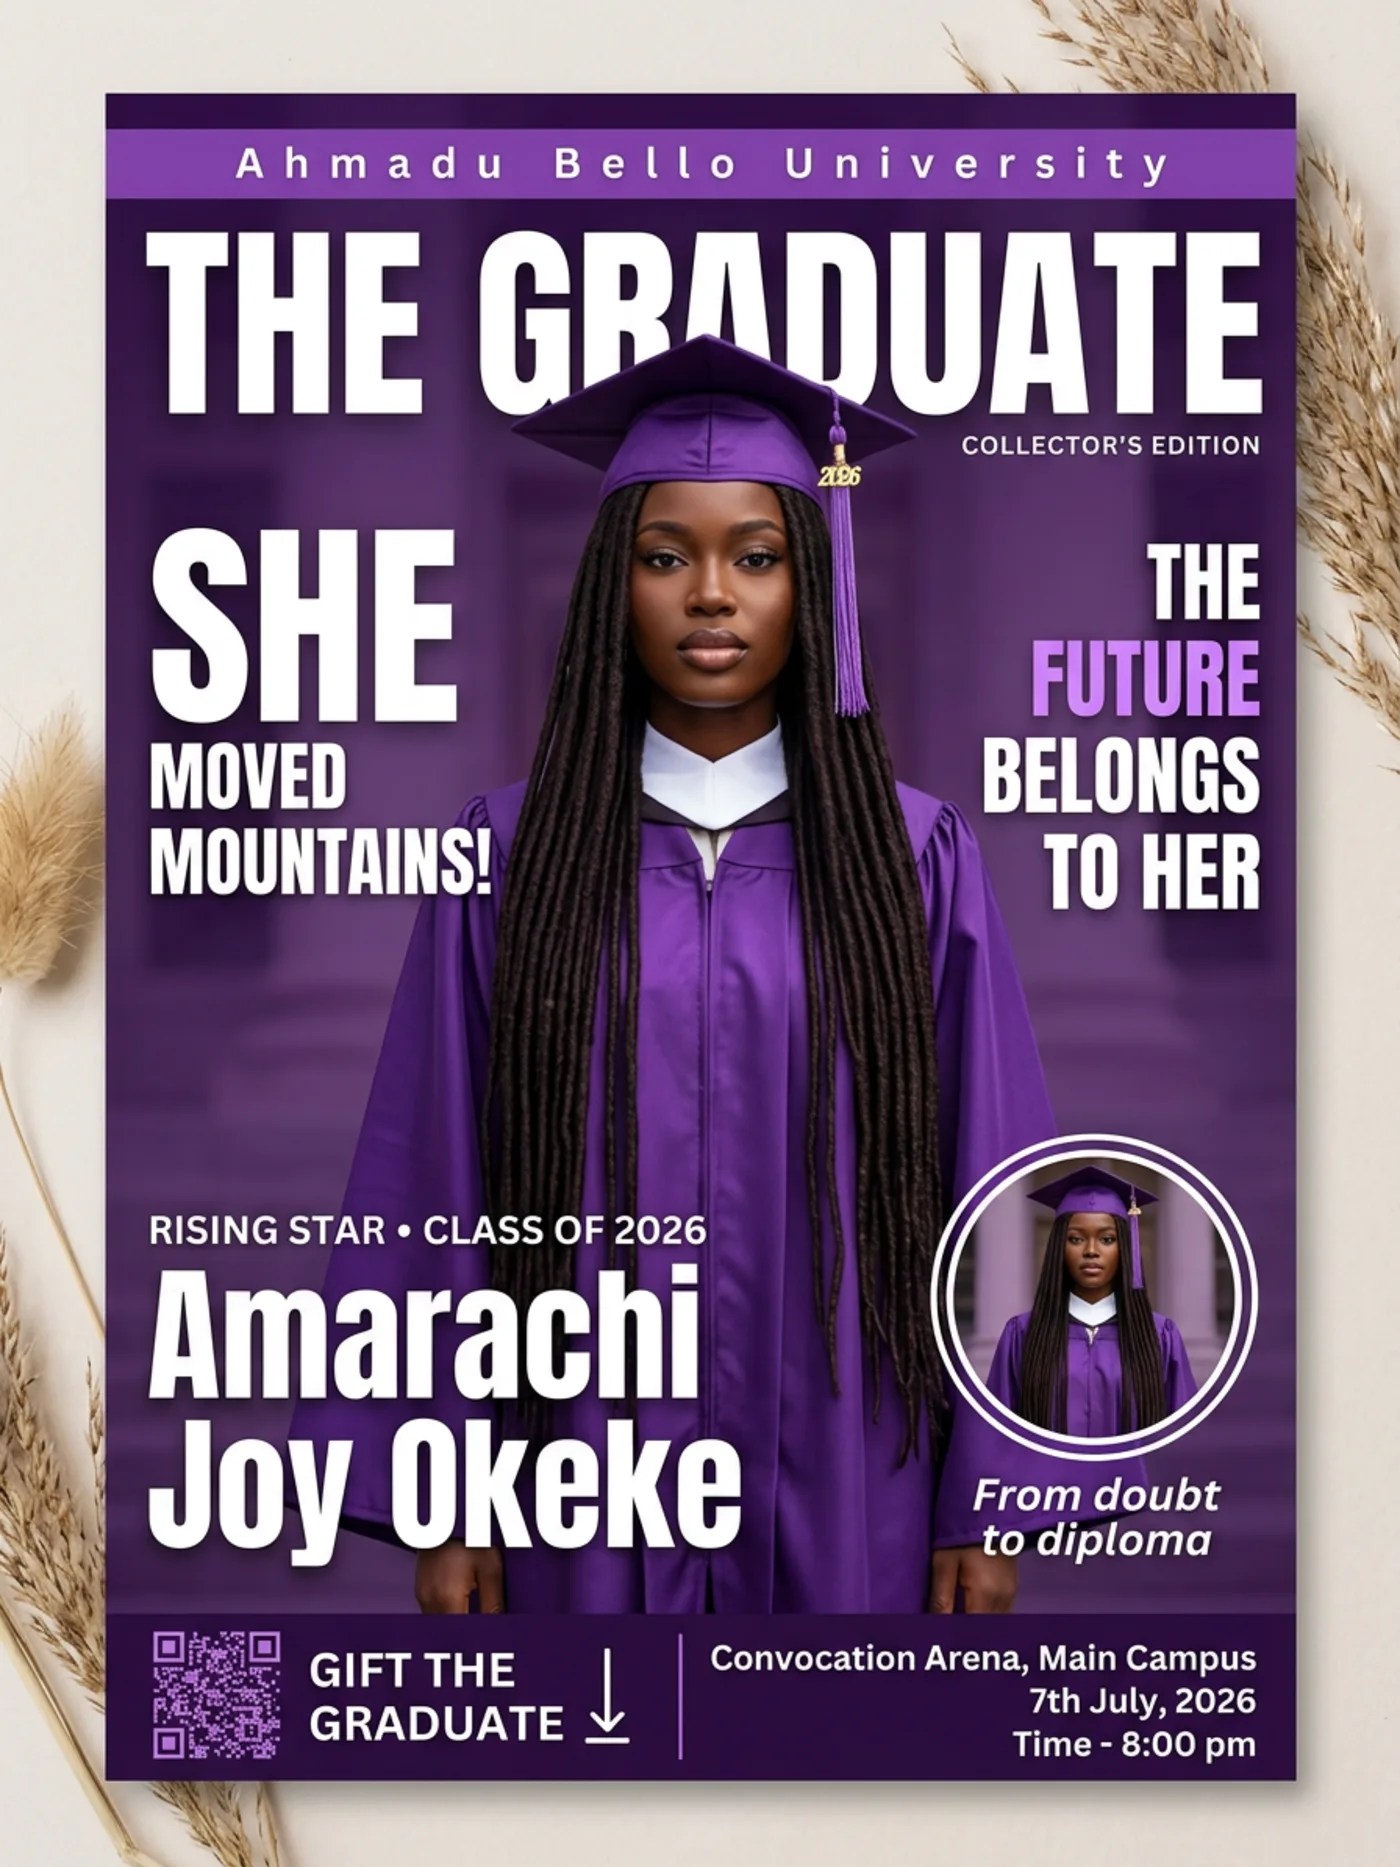 Ahmadu Bello University
THE GRADUATE
COLLECTOR'S EDITION
2026
SHE
MOVED
MOUNTAINS!
THE
FUTURE
BELONGS
TO HER
RISING STAR • CLASS OF 2026
Amarachi
Joy Okeke
From doubt
to diploma
GIFT THE
GRADUATE
Convocation Arena, Main Campus
7th July, 2026
Time - 8:00 pm